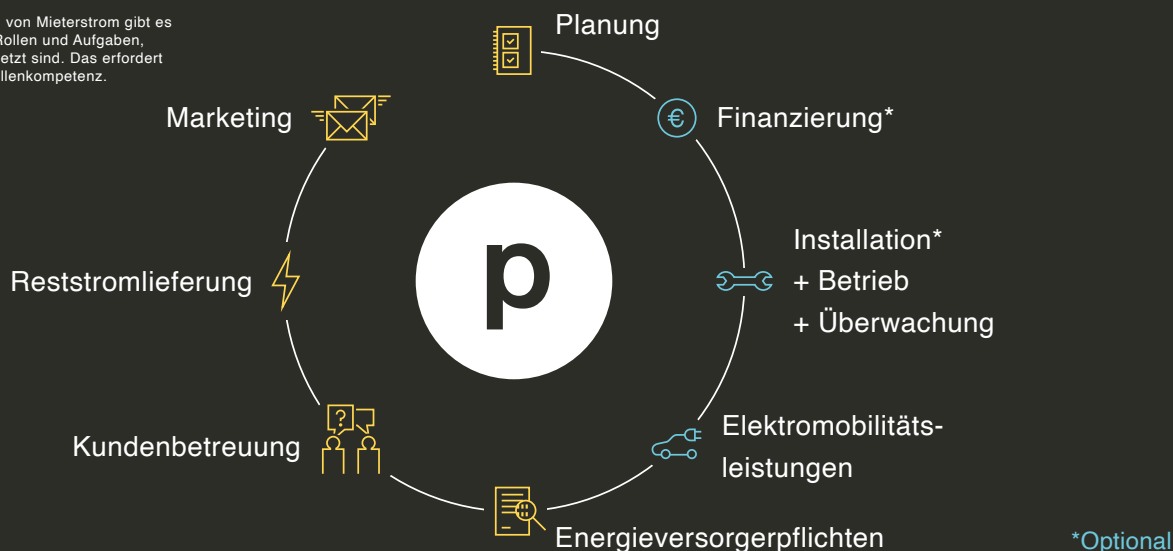 von Mieterstrom gibt es
Rollen und Aufgaben,
etzt sind. Das erfordert
llenkompetenz.
Planung
Marketing
€
Finanzierung*
p
Installation*
+ Betrieb
+ Überwachung
Reststromlieferung
?
Kundenbetreuung
Elektromobilitäts-
leistungen
Energieversorgerpflichten
*Optional